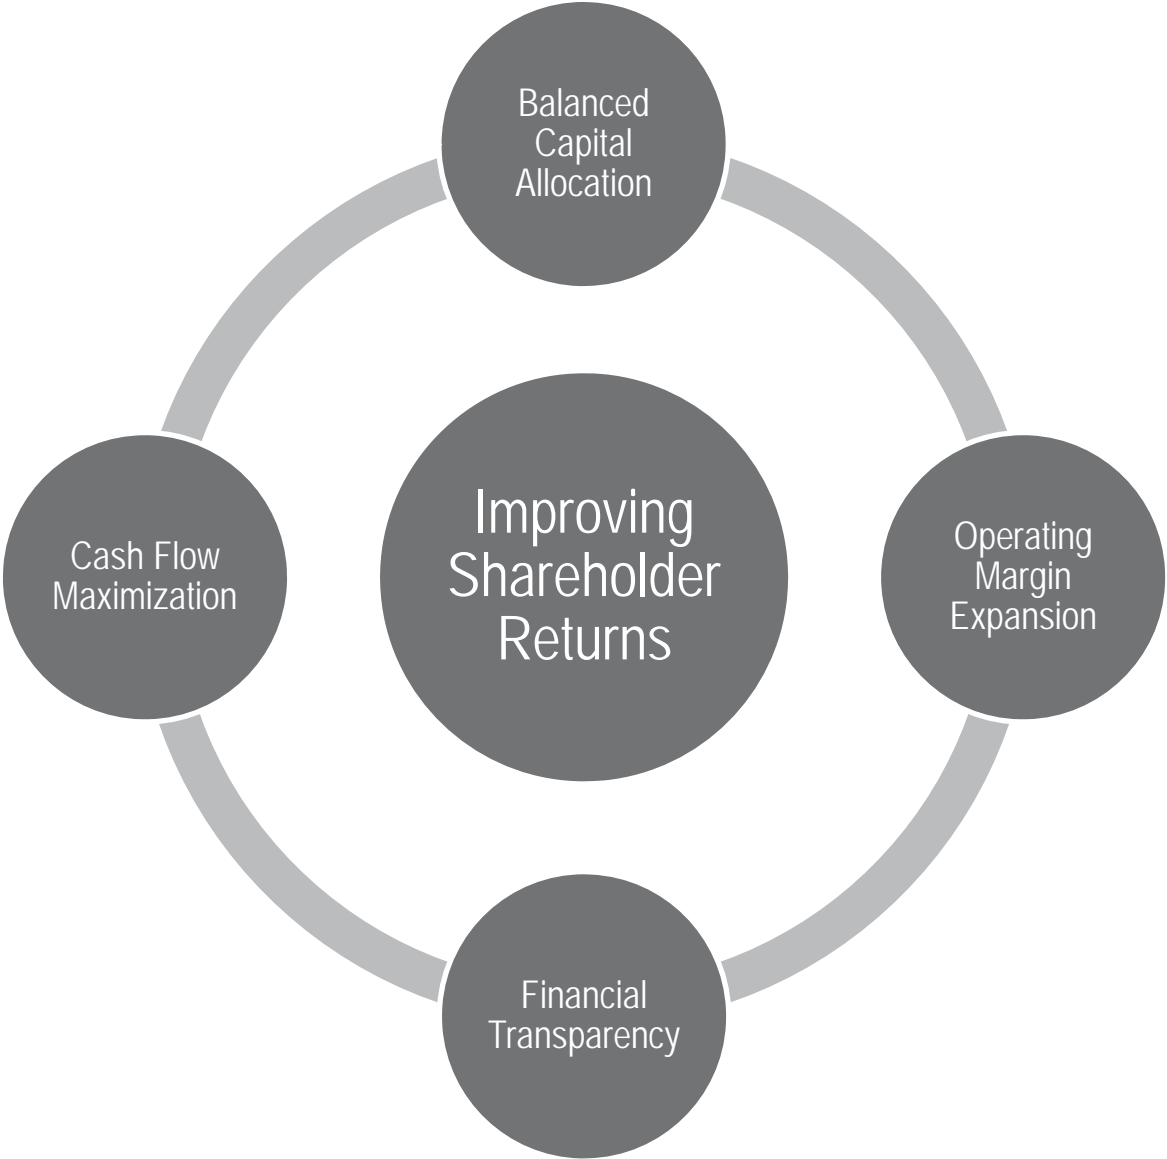 Balanced
Capital
Allocation
Improving
Shareholder
Returns
Cash Flow
Maximization
Operating
Margin
Expansion
Financial
Transparency